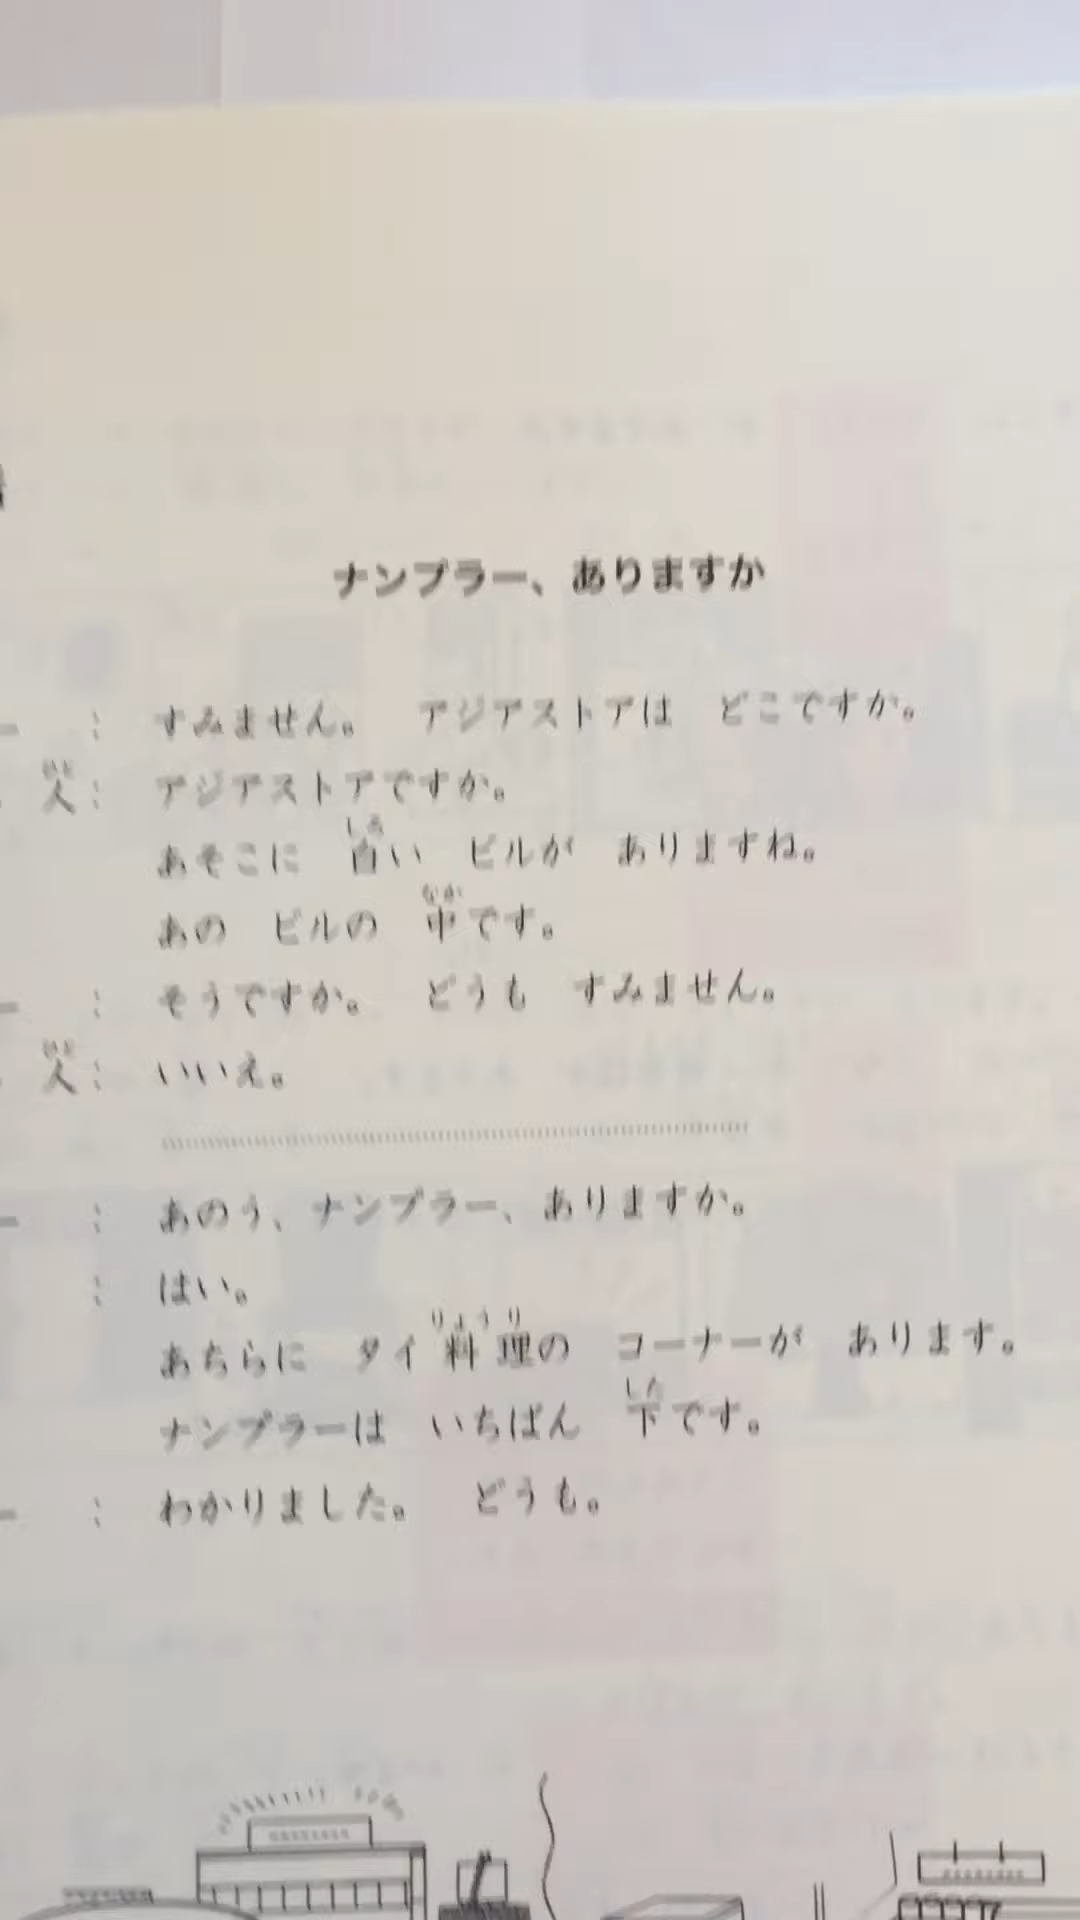 ナンプラー、ありますか
ー : すみません。 アジアストアは どこですか。
人 : アジアストアですか。
あそこに 白い ビルが ありますね。
あの ビルの 中です。
ー : そうですか。 どうも すみません。
人 : いいえ。
ー : あのう、ナンプラー、ありますか。
: はい。
あちらに タイ料理の コーナーが あります。
ナンプラーは いちばん 下です。
ー : わかりました。 どうも。